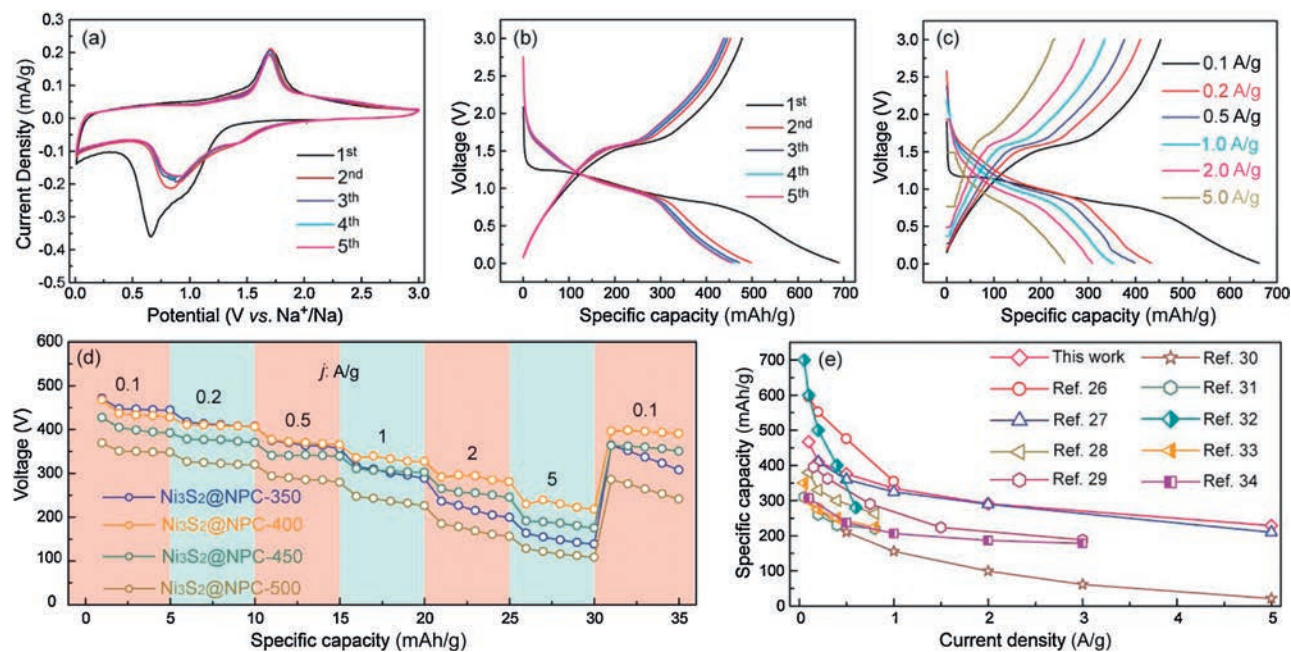 (a)
0.4
0.3
0.2
0.1
0.0
-0.1
-0.2
-0.3
-0.4
-0.5
Current Density (mA/g)
1st
2nd
3th
4th
5th
0.0 0.5 1.0 1.5 2.0 2.5 3.0
Potential (V vs. Na⁺/Na)
(b)
3.0
2.5
2.0
1.5
1.0
0.5
0.0
Voltage (V)
1st
2nd
3th
4th
5th
0 100 200 300 400 500 600 700
Specific capacity (mAh/g)
(c)
3.0
2.5
2.0
1.5
1.0
0.5
0.0
Voltage (V)
0.1 A/g
0.2 A/g
0.5 A/g
1.0 A/g
2.0 A/g
5.0 A/g
0 100 200 300 400 500 600 700
Specific capacity (mAh/g)
(d)
600
500
400
300
200
100
0
Voltage (V)
j: A/g
0.1
0.2
0.5
1
2
5
0.1
Ni₃S₂@NPC-350
Ni₃S₂@NPC-400
Ni₃S₂@NPC-450
Ni₃S₂@NPC-500
0 5 10 15 20 25 30 35
Specific capacity (mAh/g)
(e)
700
600
500
400
300
200
100
0
Specific capacity (mAh/g)
This work
Ref. 26
Ref. 27
Ref. 28
Ref. 29
Ref. 30
Ref. 31
Ref. 32
Ref. 33
Ref. 34
0 1 2 3 4 5
Current density (A/g)